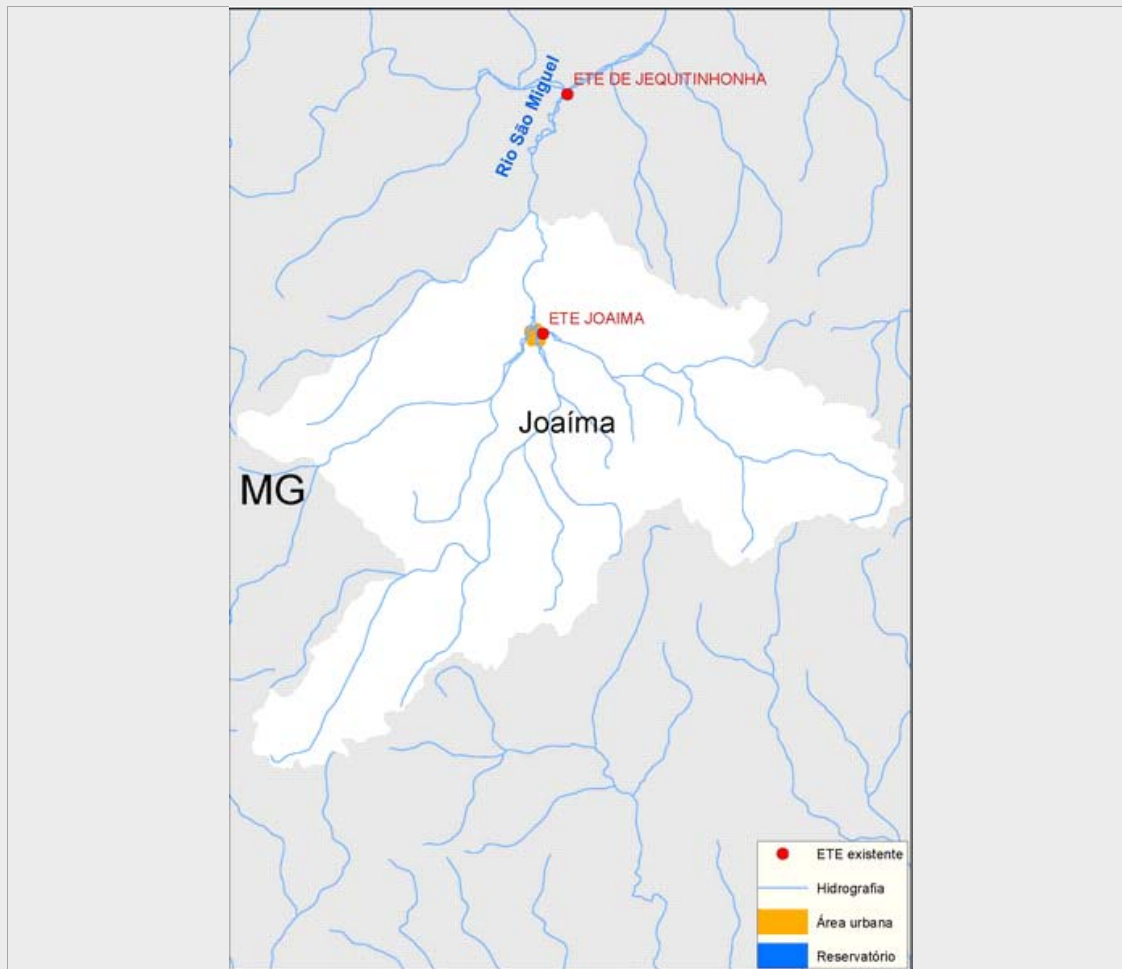 ETE DE JEQUITINHONHA
Rio São Miguel
ETE JOAIMA
Joaíma
MG
ETE existente
Hidrografia
Área urbana
Reservatório